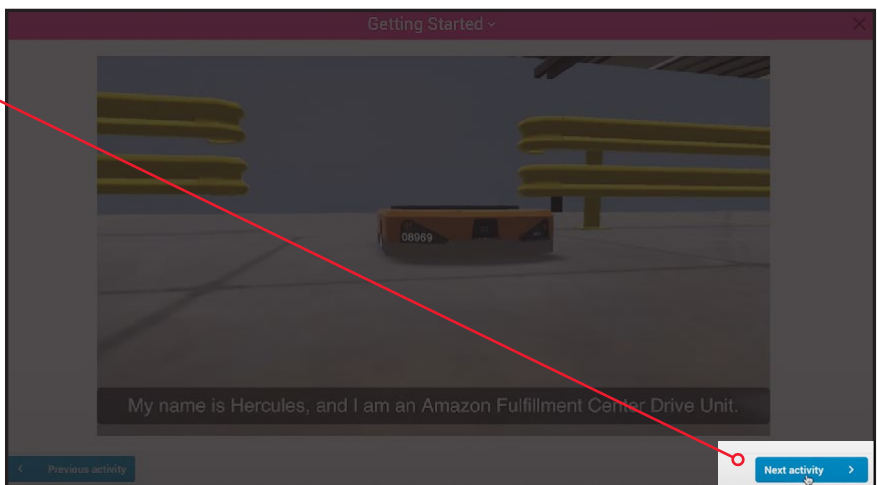 Getting Started
08969
My name is Hercules, and I am an Amazon Fulfillment Center Drive Unit.
Previous activity
Next activity